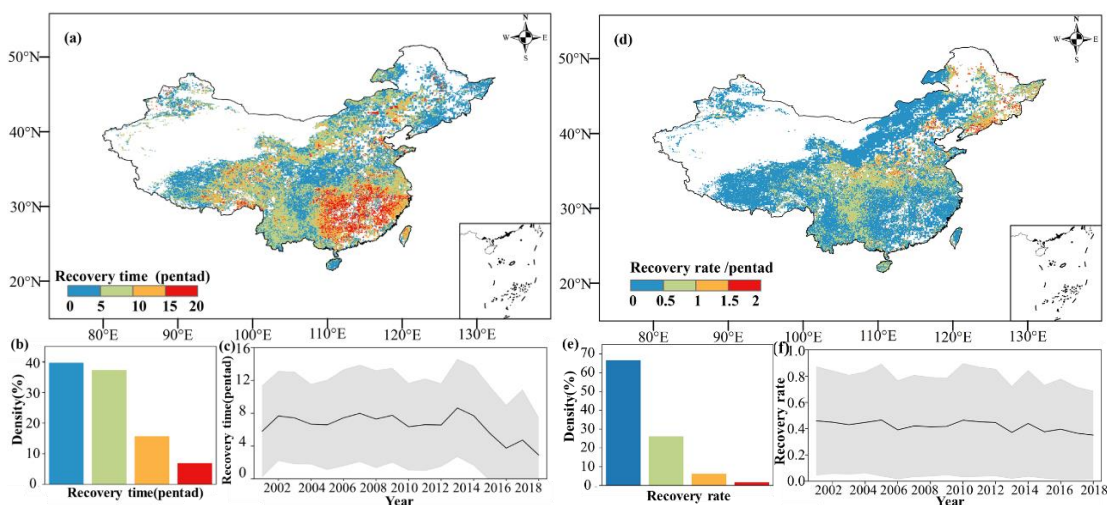 (a)
N
W E
S
50°N
40°N
30°N
20°N
Recovery time (pentad)
0 5 10 15 20
80°E 90°E 100°E 110°E 120°E 130°E
(d)
N
W E
S
50°N
40°N
30°N
20°N
Recovery rate /pentad
0 0.5 1 1.5 2
80°E 90°E 100°E 110°E 120°E 130°E
(b)
Density(%)
40
30
20
10
0
Recovery time(pentad)
(c)
Recovery time(pentad)
16
12
8
4
0
2002 2004 2006 2008 2010 2012 2014 2016 2018
Year
(e)
Density(%)
70
60
50
40
30
20
10
0
Recovery rate
(f)
Recovery rate
1.0
0.8
0.6
0.4
0.2
0.0
2002 2004 2006 2008 2010 2012 2014 2016 2018
Year